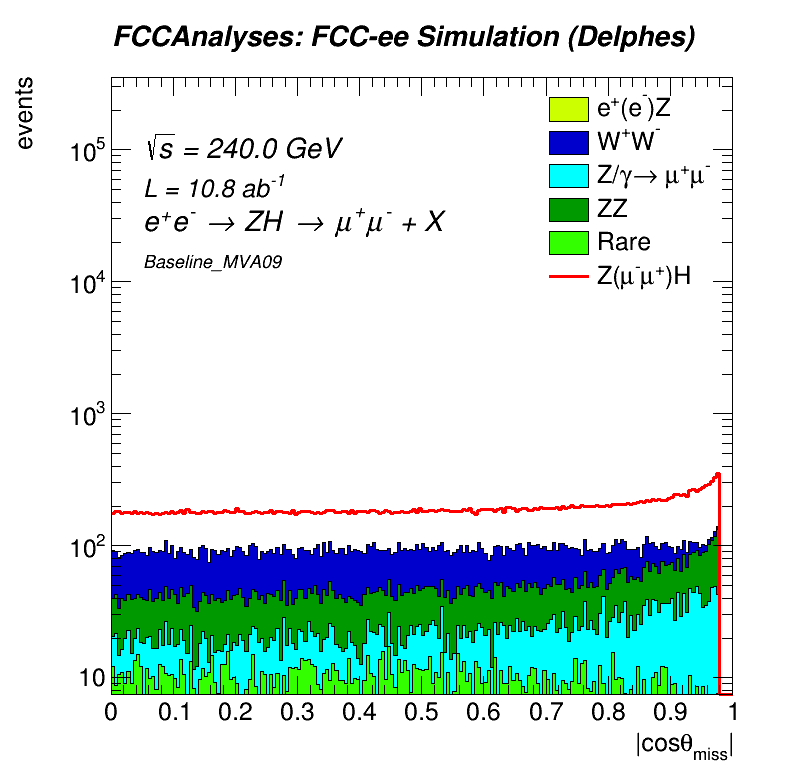 FCCAnalyses: FCC-ee Simulation (Delphes)
events
√s = 240.0 GeV
L = 10.8 ab⁻¹
e⁺e⁻ → ZH → μ⁺μ⁻ + X
Baseline_MVA09
e⁺(e⁻)Z
W⁺W⁻
Z/γ→ μ⁺μ⁻
ZZ
Rare
Z(μ⁻μ⁺)H
10⁵
10⁴
10³
10²
10
0 0.1 0.2 0.3 0.4 0.5 0.6 0.7 0.8 0.9 1
|cosθ_miss|